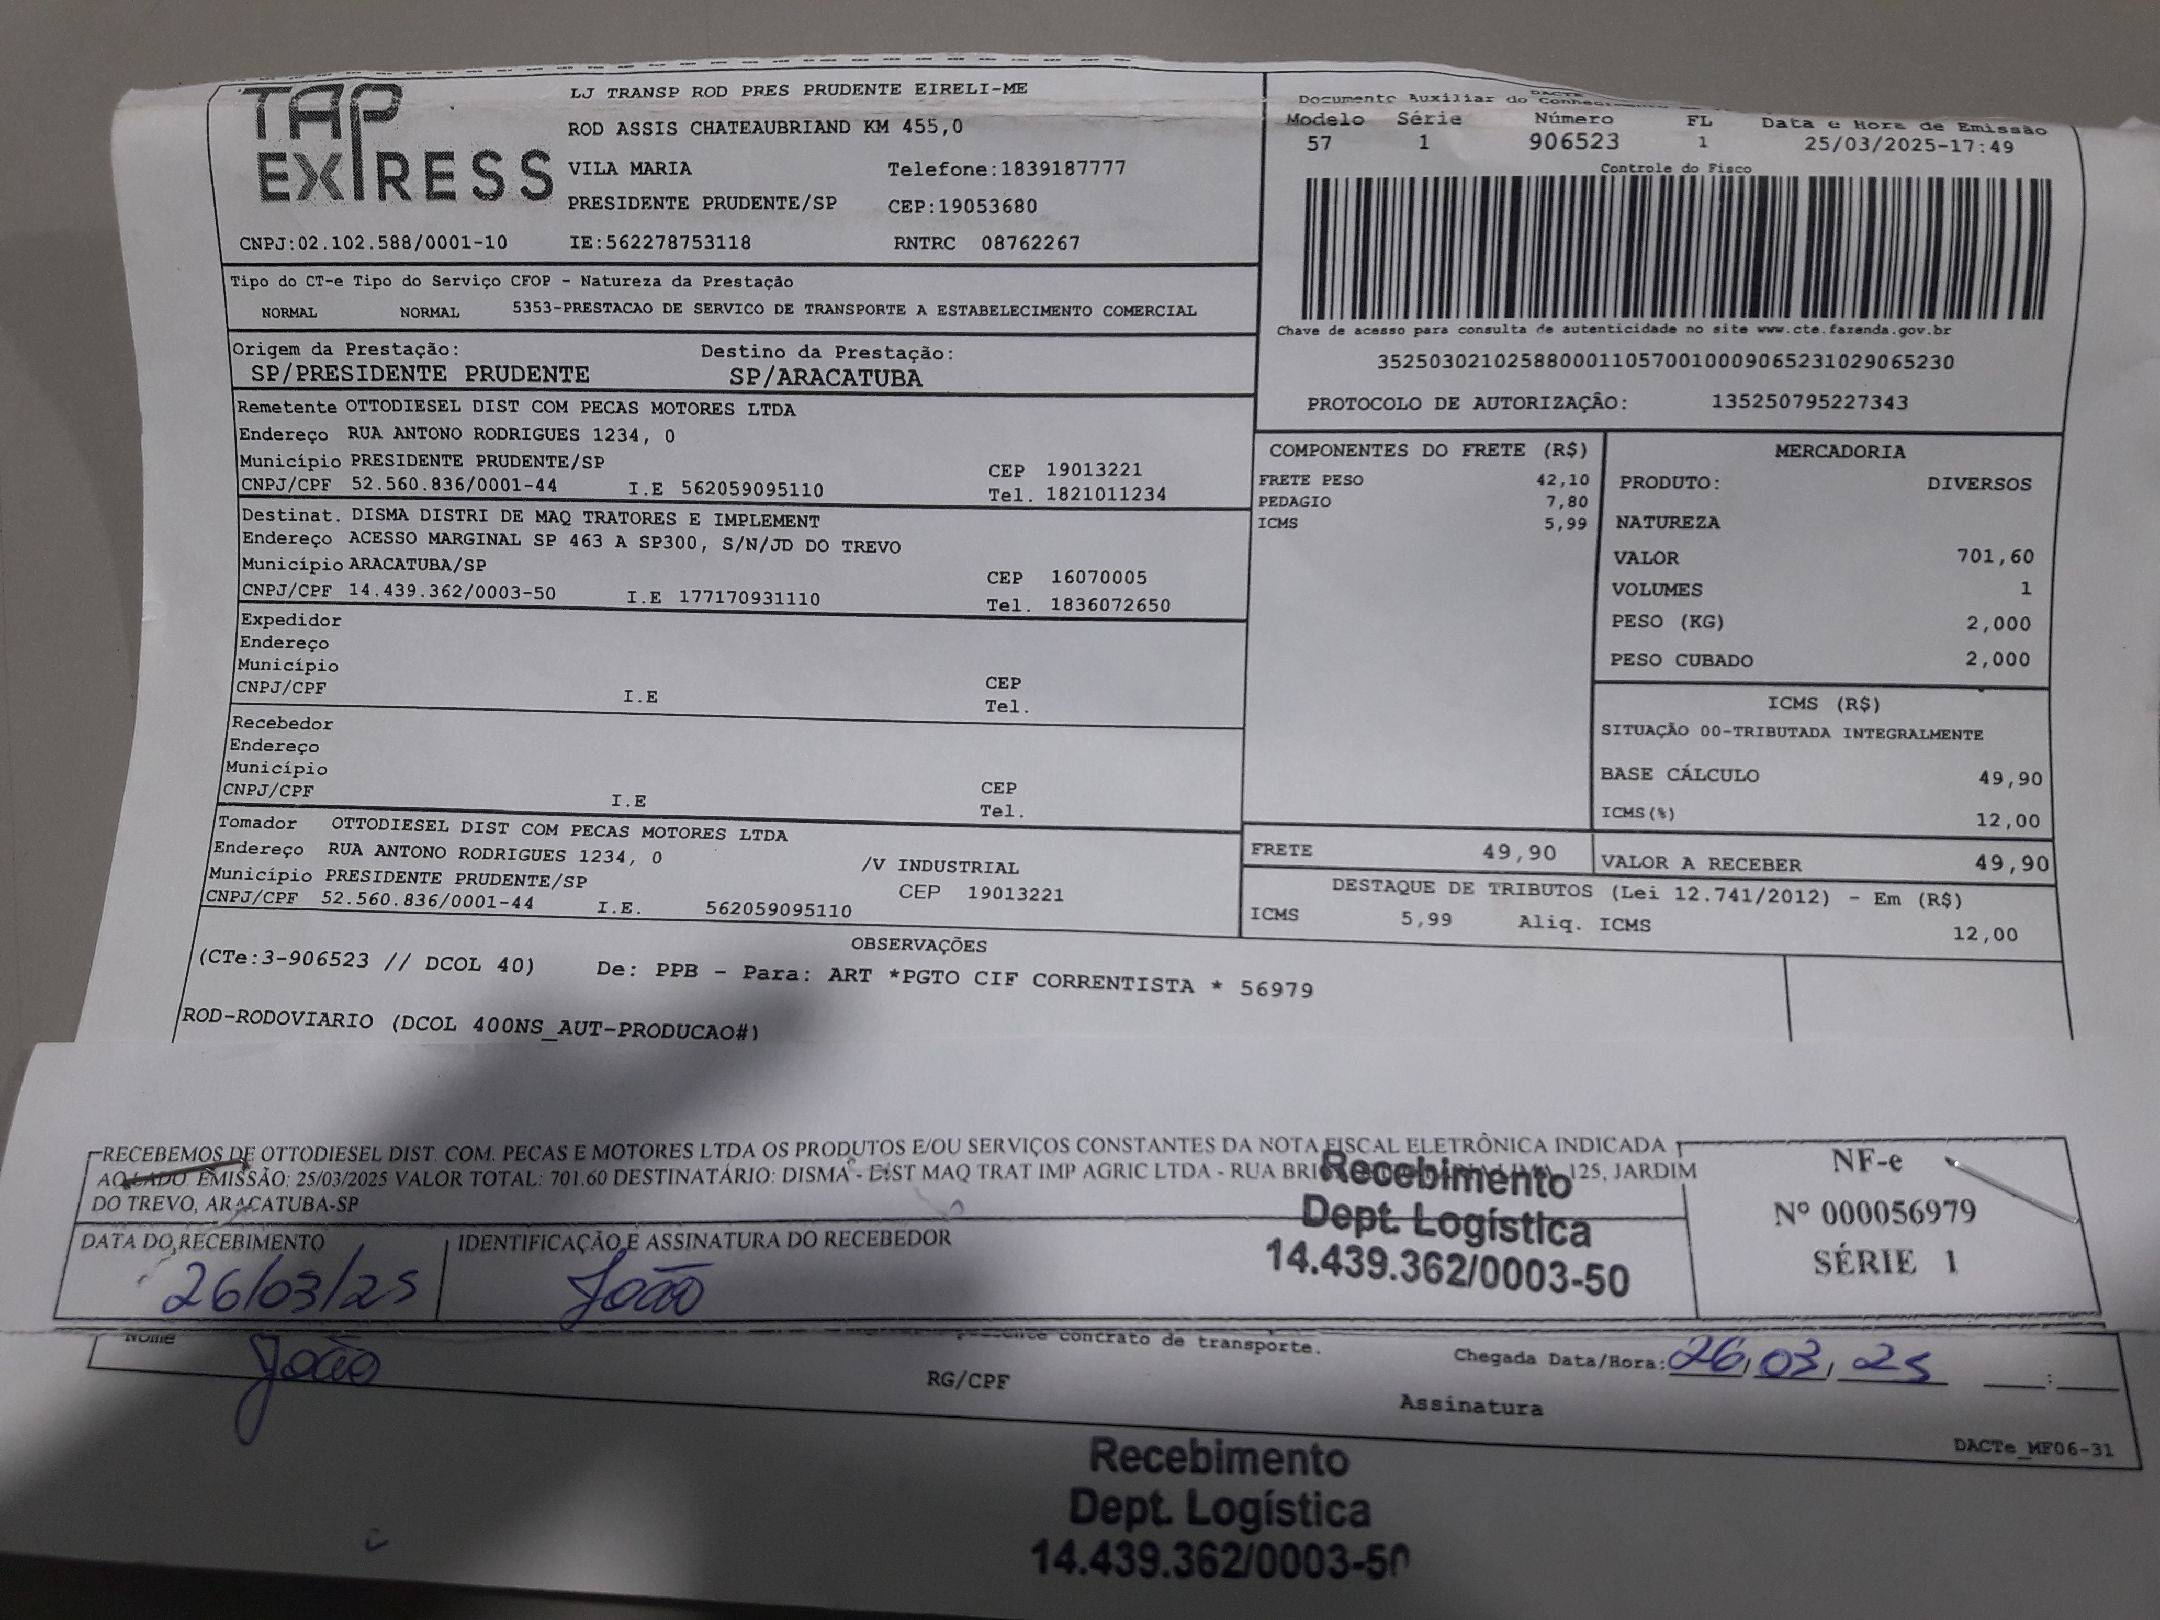 TAP EXPRESS
LJ TRANSP ROD PRES PRUDENTE EIRELI-ME
ROD ASSIS CHATEAUBRIAND KM 455,0
VILA MARIA Telefone:1839187777
PRESIDENTE PRUDENTE/SP CEP:19053680
CNPJ:02.102.588/0001-10 IE:562278753118 RNTRC 08762267
DACTE
Documento Auxiliar do
Modelo Série Número FL Data e Hora de Emissão
57 1 906523 1 25/03/2025-17:49
Controle do Fisco
Chave de acesso para consulta de autenticidade no site www.cte.fazenda.gov.br
35250302102588000110570010009065231029065230
PROTOCOLO DE AUTORIZAÇÃO: 135250795227343
Tipo do CT-e Tipo do Serviço CFOP - Natureza da Prestação
NORMAL NORMAL 5353-PRESTACAO DE SERVICO DE TRANSPORTE A ESTABELECIMENTO COMERCIAL
Origem da Prestação: Destino da Prestação:
SP/PRESIDENTE PRUDENTE SP/ARACATUBA
Remetente OTTODIESEL DIST COM PECAS MOTORES LTDA
Endereço RUA ANTONO RODRIGUES 1234, 0
Município PRESIDENTE PRUDENTE/SP CEP 19013221
CNPJ/CPF 52.560.836/0001-44 I.E 562059095110 Tel. 1821011234
Destinat. DISMA DISTRI DE MAQ TRATORES E IMPLEMENT
Endereço ACESSO MARGINAL SP 463 A SP300, S/N/JD DO TREVO
Município ARACATUBA/SP CEP 16070005
CNPJ/CPF 14.439.362/0003-50 I.E 177170931110 Tel. 1836072650
Expedidor
Endereço
Município CEP
CNPJ/CPF I.E Tel.
Recebedor
Endereço
Município CEP
CNPJ/CPF I.E Tel.
Tomador OTTODIESEL DIST COM PECAS MOTORES LTDA
Endereço RUA ANTONO RODRIGUES 1234, 0 /V INDUSTRIAL
Município PRESIDENTE PRUDENTE/SP CEP 19013221
CNPJ/CPF 52.560.836/0001-44 I.E. 562059095110
COMPONENTES DO FRETE (R$)
FRETE PESO 42,10
PEDAGIO 7,80
ICMS 5,99
MERCADORIA
PRODUTO: DIVERSOS
NATUREZA
VALOR 701,60
VOLUMES 1
PESO (KG) 2,000
PESO CUBADO 2,000
ICMS (R$)
SITUAÇÃO 00-TRIBUTADA INTEGRALMENTE
BASE CÁLCULO 49,90
ICMS(%) 12,00
FRETE 49,90 VALOR A RECEBER 49,90
DESTAQUE DE TRIBUTOS (Lei 12.741/2012) - Em (R$)
ICMS 5,99 Aliq. ICMS 12,00
OBSERVAÇÕES
(CTe:3-906523 // DCOL 40) De: PPB - Para: ART *PGTO CIF CORRENTISTA * 56979
ROD-RODOVIARIO (DCOL 400NS_AUT-PRODUCAO#)
RECEBEMOS DE OTTODIESEL DIST. COM. PECAS E MOTORES LTDA OS PRODUTOS E/OU SERVIÇOS CONSTANTES DA NOTA FISCAL ELETRÔNICA INDICADA
AO LADO. EMISSÃO: 25/03/2025 VALOR TOTAL: 701.60 DESTINATÁRIO: DISMA - DIST MAQ TRAT IMP AGRIC LTDA - RUA 125, JARDIM
DO TREVO, ARACATUBA-SP
DATA DO RECEBIMENTO IDENTIFICAÇÃO E ASSINATURA DO RECEBEDOR
26/03/25 João
Recebimento
Dept. Logística
14.439.362/0003-50
NF-e
Nº 000056979
SÉRIE 1
Nome João contrato de transporte.
RG/CPF
Chegada Data/Hora: 26/03/25 :
Assinatura
DACTe_MF06-31
Recebimento
Dept. Logística
14.439.362/0003-50